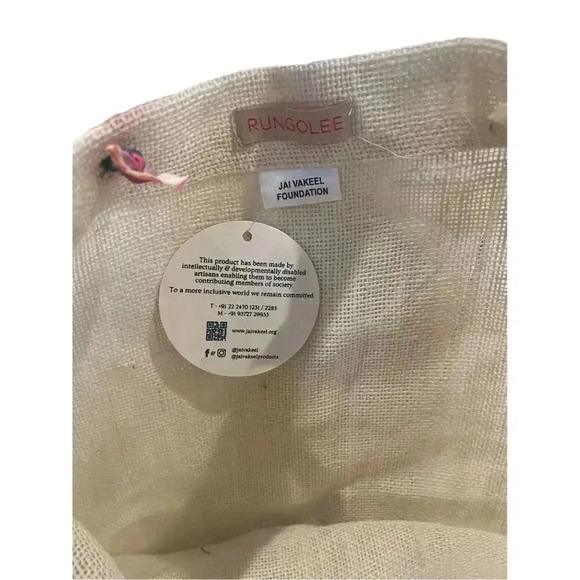 RUNGOLEE
JAI VAKEEL
FOUNDATION
This product has been made by
intellectually & developmentally disabled
artisans enabling them to become
contributing members of society.
To a more inclusive world we remain committed.
T - +91 22 2470 1231 / 2285
M - +91 93727 29933
www.jaivakeel.org
@jaivakeel
@jaivakeelproducts